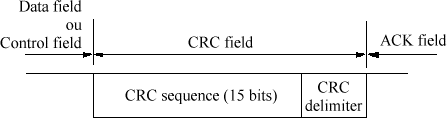 Data field
ou
Control field
CRC field
ACK field
CRC sequence (15 bits)
CRC
delimiter